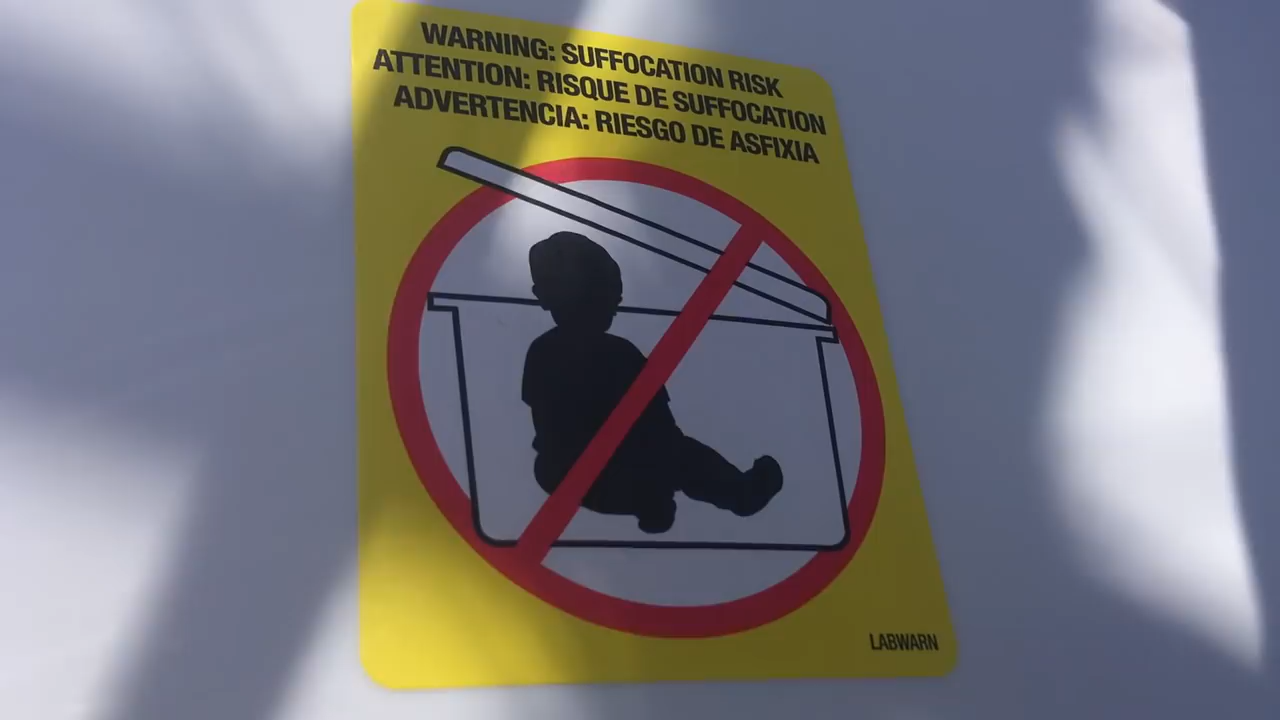 WARNING: SUFFOCATION RISK
ATTENTION: RISQUE DE SUFFOCATION
ADVERTENCIA: RIESGO DE ASFIXIA
LABWARN